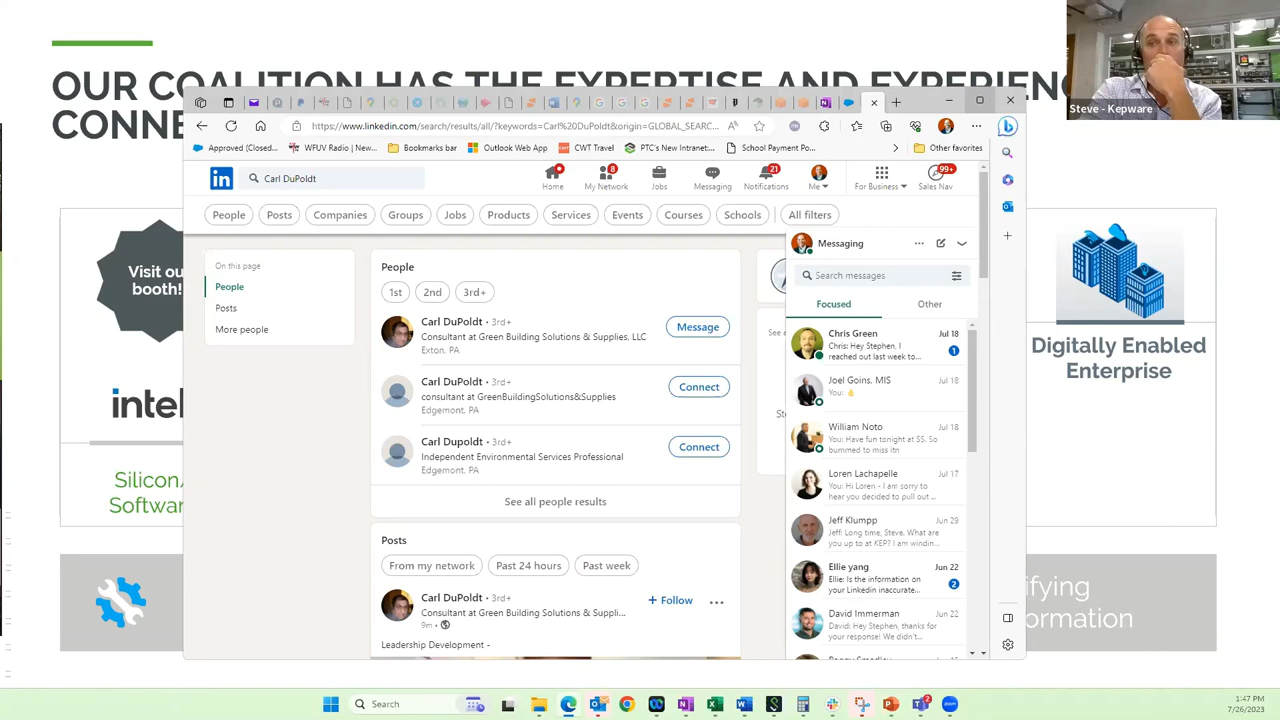 OUR COALITION HAS THE EXPERTISE AND EXPERIENC
CONNE
Steve - Kepware
https://www.linkedin.com/search/results/all/?keywords=Carl%20DuPoldt&origin=GLOBAL_SEARC...
Approved (Closed...
WFUV Radio | New...
Bookmarks bar
Outlook Web App
CWT Travel
PTC's New Intranet:...
School Payment Po...
Other favorites
in
Carl DuPoldt
Home
8
My Network
Jobs
Messaging
21
Notifications
Me
For Business
99+
Sales Nav
People
Posts
Companies
Groups
Jobs
Products
Services
Events
Courses
Schools
All filters
On this page
People
Posts
More people
People
1st
2nd
3rd+
Carl DuPoldt • 3rd+
Consultant at Green Building Solutions & Supplies, LLC
Exton, PA
Message
Carl DuPoldt • 3rd+
consultant at GreenBuildingSolutions&Supplies
Edgemont, PA
Connect
Carl Dupoldt • 3rd+
Independent Environmental Services Professional
Edgemont, PA
Connect
See all people results
Posts
From my network
Past 24 hours
Past week
Carl DuPoldt • 3rd+
Consultant at Green Building Solutions & Suppli...
9m •
+ Follow
Leadership Development -
See e
St
Messaging
Search messages
Focused
Other
Chris Green
Jul 18
Chris: Hey Stephen, I
reached out last week to...
1
Joel Goins, MIS
Jul 18
You: 👌
William Noto
Jul 18
You: Have fun tonight at SS. So
bummed to miss itn
Loren Lachapelle
Jul 17
You: Hi Loren - I am sorry to
hear you decided to pull out ...
Jeff Klumpp
Jun 29
Jeff: Long time, Steve. What are
you up to at KEP? I am windin...
Ellie yang
Jun 22
Ellie: Is the information on
your Linkedin inaccurate...
2
David Immerman
Jun 22
David: Hey Stephen, thanks for
your response! We didn't...
Visit ou
booth!
intel
Silicon/
Softwar
Digitally Enabled
Enterprise
ifying
ormation
Search
2
1:47 PM
7/26/2023